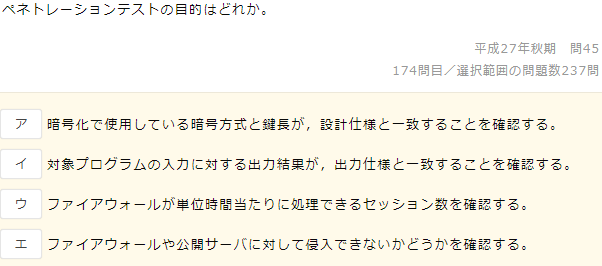 ペネトレーションテストの目的はどれか。
平成27年秋期　問45
174問目／選択範囲の問題数237問
ア 暗号化で使用している暗号方式と鍵長が，設計仕様と一致することを確認する。
イ 対象プログラムの入力に対する出力結果が，出力仕様と一致することを確認する。
ウ ファイアウォールが単位時間当たりに処理できるセッション数を確認する。
エ ファイアウォールや公開サーバに対して侵入できないかどうかを確認する。